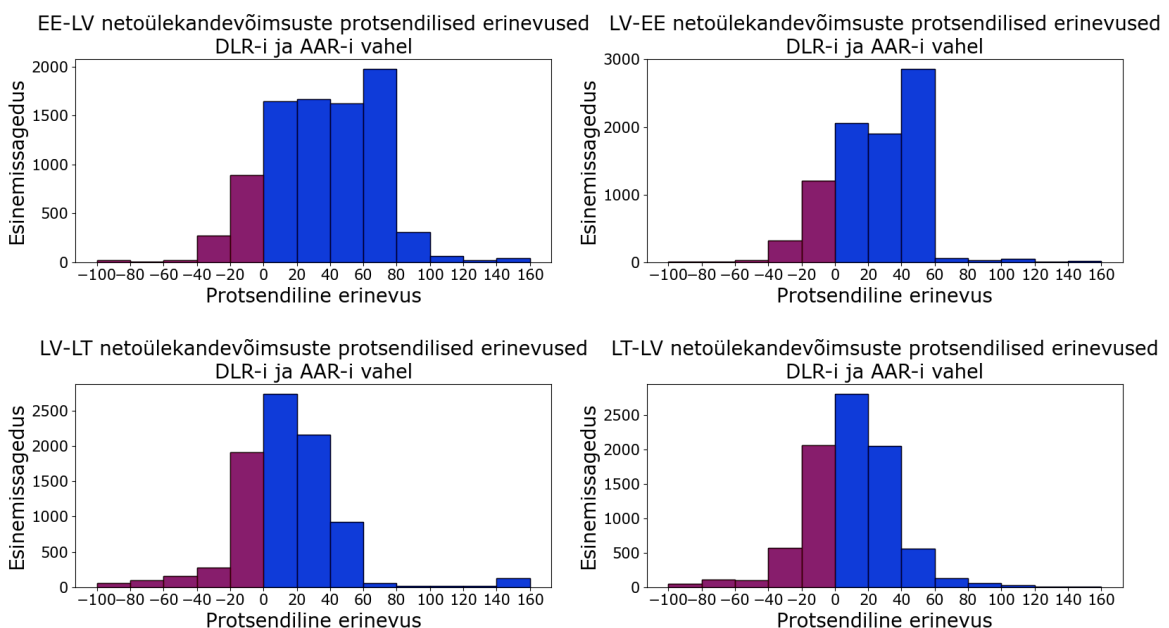 EE-LV netoülekandevõimsuste protsendilised erinevused
DLR-i ja AAR-i vahel
2000
1500
1000
500
0
Esinemissagedus
−100 −80 −60 −40 −20 0 20 40 60 80 100 120 140 160
Protsendiline erinevus
LV-EE netoülekandevõimsuste protsendilised erinevused
DLR-i ja AAR-i vahel
3000
2000
1000
0
Esinemissagedus
−100 −80 −60 −40 −20 0 20 40 60 80 100 120 140 160
Protsendiline erinevus
LV-LT netoülekandevõimsuste protsendilised erinevused
DLR-i ja AAR-i vahel
2500
2000
1500
1000
500
0
Esinemissagedus
−100 −80 −60 −40 −20 0 20 40 60 80 100 120 140 160
Protsendiline erinevus
LT-LV netoülekandevõimsuste protsendilised erinevused
DLR-i ja AAR-i vahel
2500
2000
1500
1000
500
0
Esinemissagedus
−100 −80 −60 −40 −20 0 20 40 60 80 100 120 140 160
Protsendiline erinevus